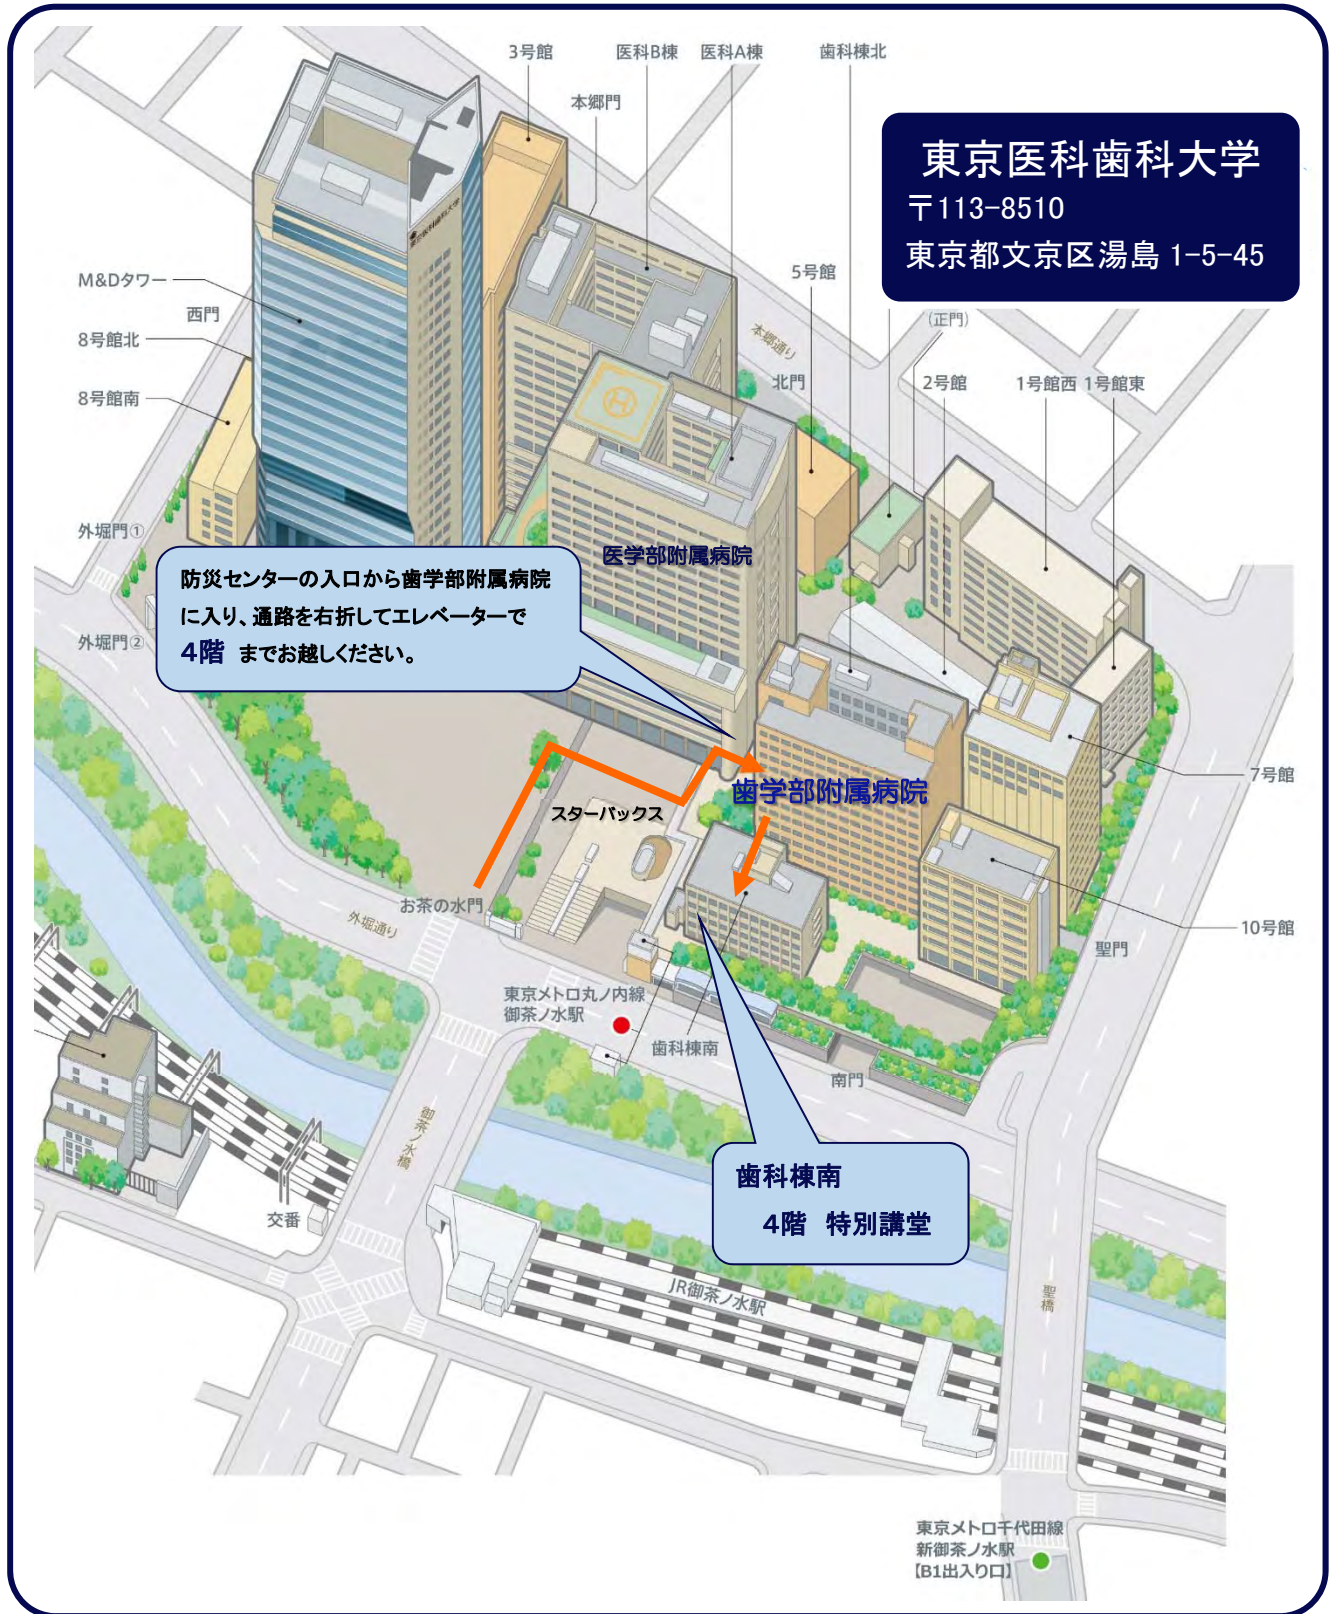 3号館
医科B棟
医科A棟
歯科棟北
本郷門
東京医科歯科大学
〒113-8510
東京都文京区湯島 1-5-45
東京医科歯科大学
M&Dタワー
西門
8号館北
8号館南
5号館
(正門)
本郷通り
北門
2号館
1号館西
1号館東
外堀門①
外堀門②
医学部附属病院
防災センターの入口から歯学部附属病院
に入り、通路を右折してエレベーターで
4階 までお越しください。
7号館
歯学部附属病院
スターバックス
お茶の水門
外堀通り
10号館
聖門
東京メトロ丸ノ内線
御茶ノ水駅
歯科棟南
南門
御茶ノ水橋
歯科棟南
4階 特別講堂
交番
JR御茶ノ水駅
聖橋
東京メトロ千代田線
新御茶ノ水駅
【B1出入り口】